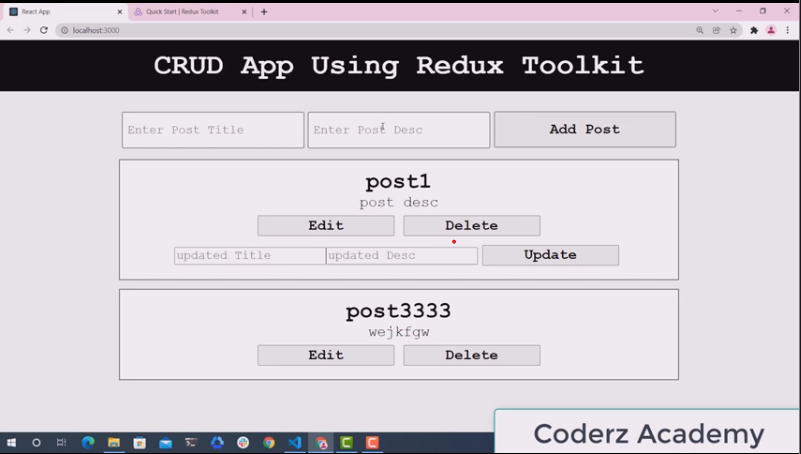 React App
Quick Start | Redux Toolkit
localhost:3000
CRUD App Using Redux Toolkit
Enter Post Title
Enter Post Desc
Add Post
post1
post desc
Edit
Delete
updated Title
updated Desc
Update
post3333
wejkfgw
Edit
Delete
Coderz Academy